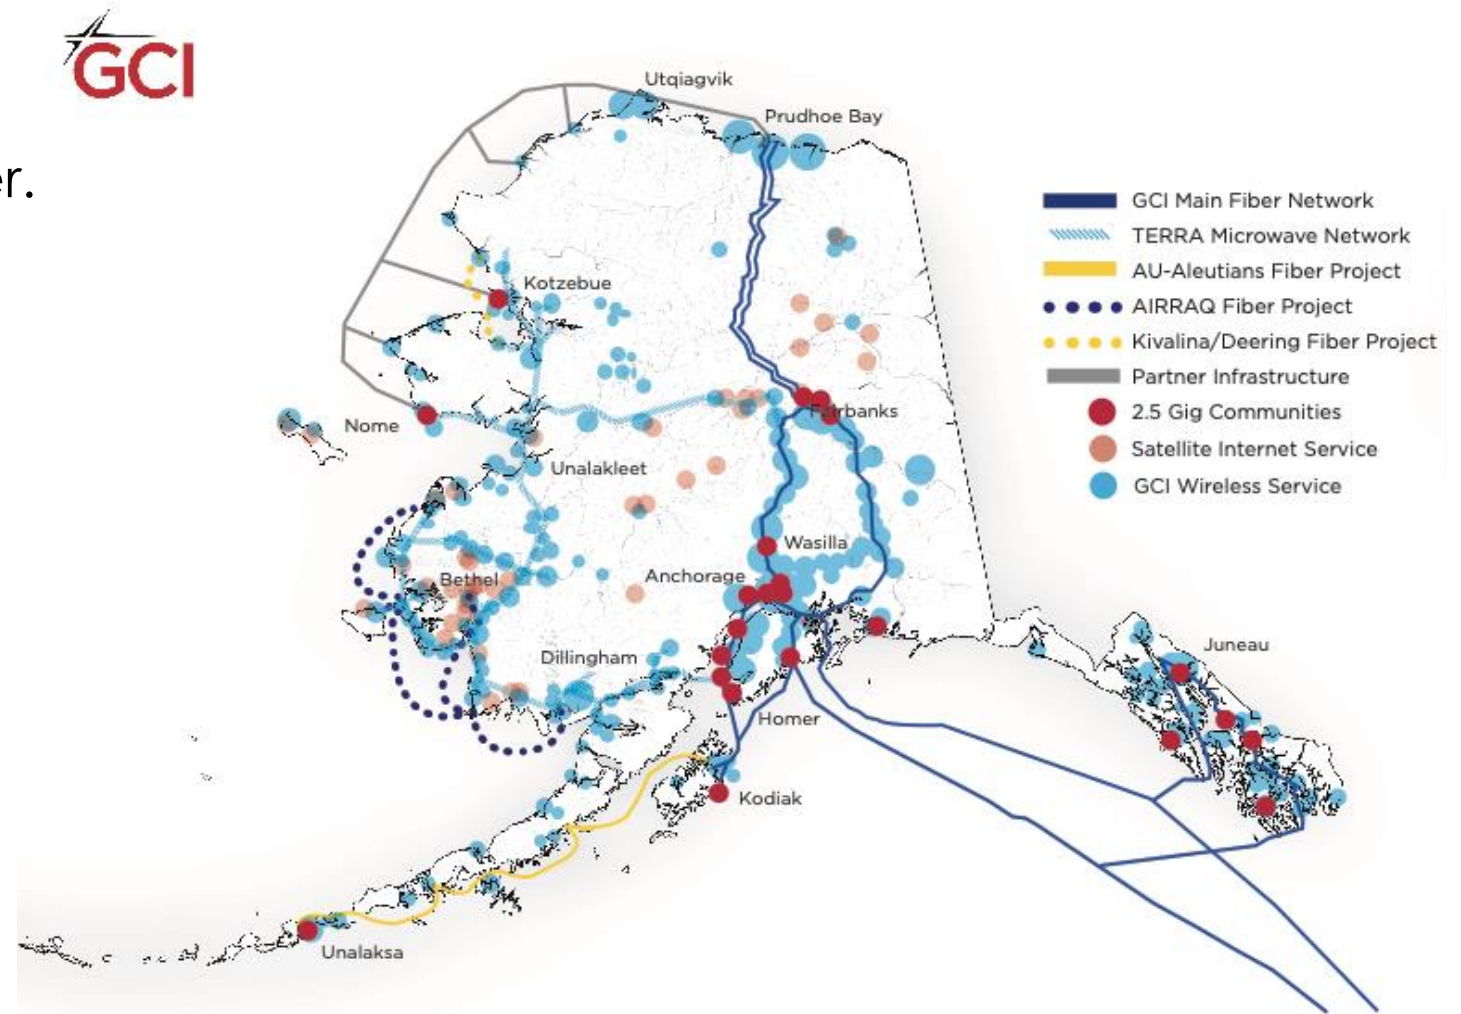 GCI
er.
Utqiagvik
Prudhoe Bay
GCI Main Fiber Network
TERRA Microwave Network
AU-Aleutians Fiber Project
AIRRAQ Fiber Project
Kivalina/Deering Fiber Project
Partner Infrastructure
2.5 Gig Communities
Satellite Internet Service
GCI Wireless Service
Kotzebue
Fairbanks
Nome
Unalakleet
Wasilla
Anchorage
Bethel
Dillingham
Juneau
Homer
Kodiak
Unalaksa